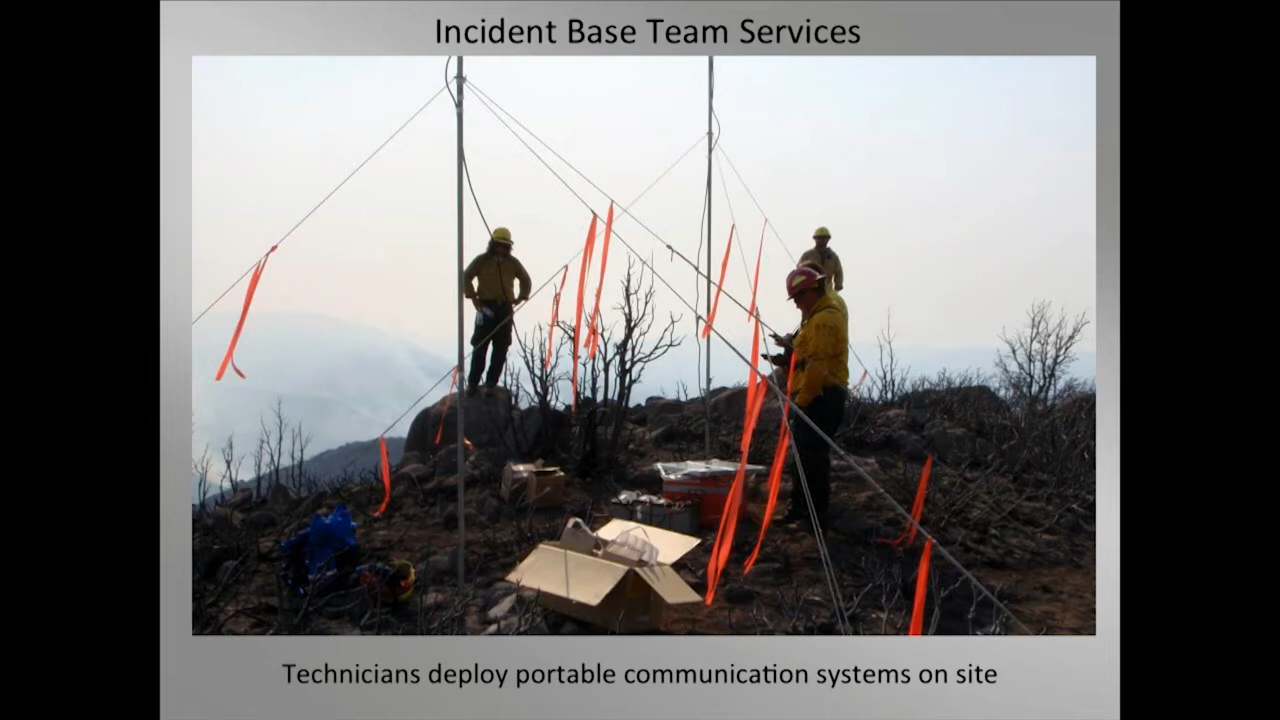 Incident Base Team Services
Technicians deploy portable communication systems on site